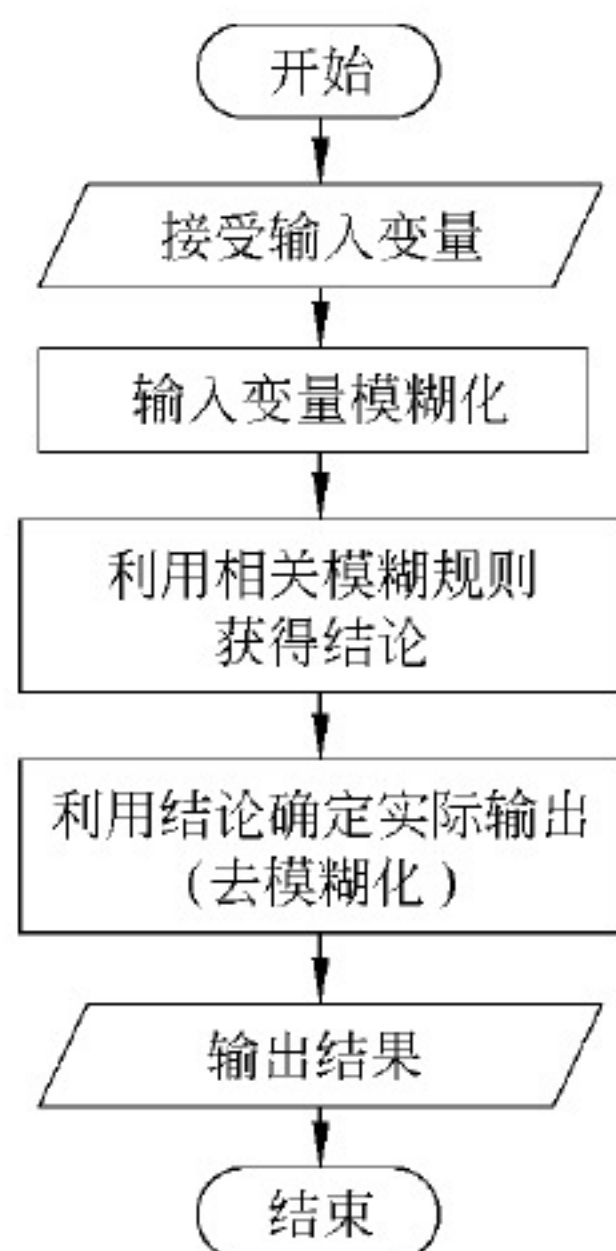 开始
接受输入变量
输入变量模糊化
利用相关模糊规则
获得结论
利用结论确定实际输出
(去模糊化)
输出结果
结束